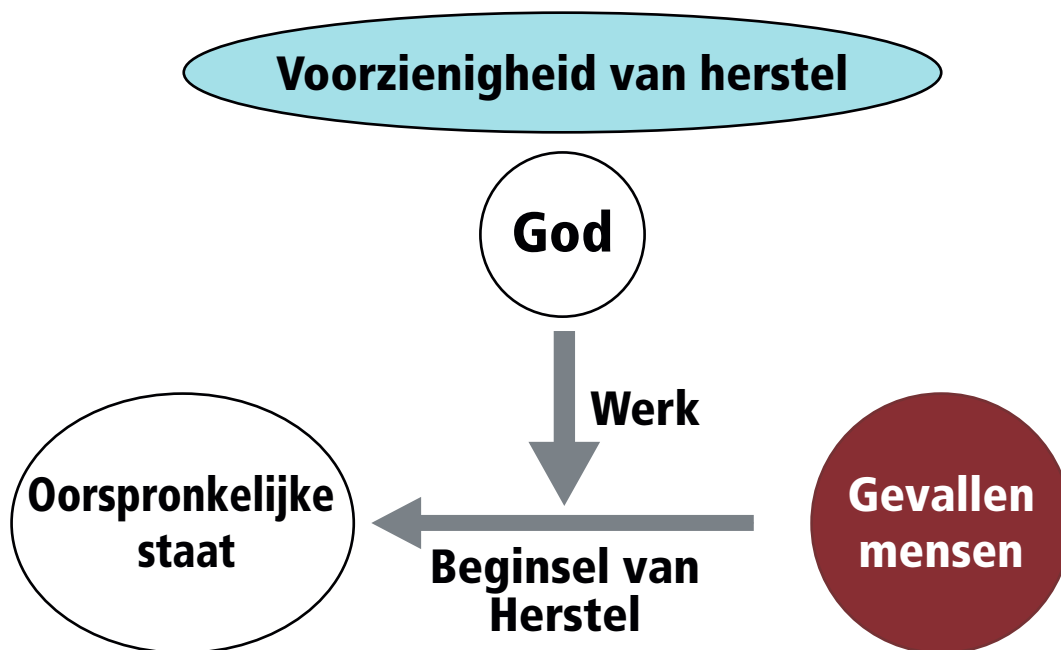 Voorzienigheid van herstel
God
Werk
Oorspronkelijke
staat
Gevallen
mensen
Beginsel van
Herstel